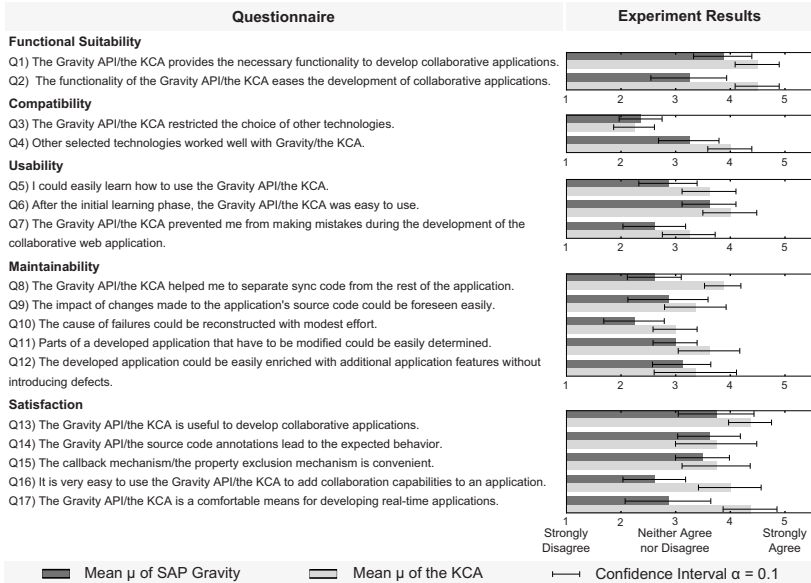 Questionnaire
Experiment Results
Functional Suitability
Q1) The Gravity API/the KCA provides the necessary functionality to develop collaborative applications.
Q2) The functionality of the Gravity API/the KCA eases the development of collaborative applications.
1 2 3 4 5
Compatibility
Q3) The Gravity API/the KCA restricted the choice of other technologies.
Q4) Other selected technologies worked well with Gravity/the KCA.
1 2 3 4 5
Usability
Q5) I could easily learn how to use the Gravity API/the KCA.
Q6) After the initial learning phase, the Gravity API/the KCA was easy to use.
Q7) The Gravity API/the KCA prevented me from making mistakes during the development of the
collaborative web application.
1 2 3 4 5
Maintainability
Q8) The Gravity API/the KCA helped me to separate sync code from the rest of the application.
Q9) The impact of changes made to the application's source code could be foreseen easily.
Q10) The cause of failures could be reconstructed with modest effort.
Q11) Parts of a developed application that have to be modified could be easily determined.
Q12) The developed application could be easily enriched with additional application features without
introducing defects.
1 2 3 4 5
Satisfaction
Q13) The Gravity API/the KCA is useful to develop collaborative applications.
Q14) The Gravity API/the source code annotations lead to the expected behavior.
Q15) The callback mechanism/the property exclusion mechanism is convenient.
Q16) It is very easy to use the Gravity API/the KCA to add collaboration capabilities to an application.
Q17) The Gravity API/the KCA is a comfortable means for developing real-time applications.
1 2 3 4 5
Strongly Disagree
Neither Agree nor Disagree
Strongly Agree
Mean μ of SAP Gravity
Mean μ of the KCA
Confidence Interval α = 0.1